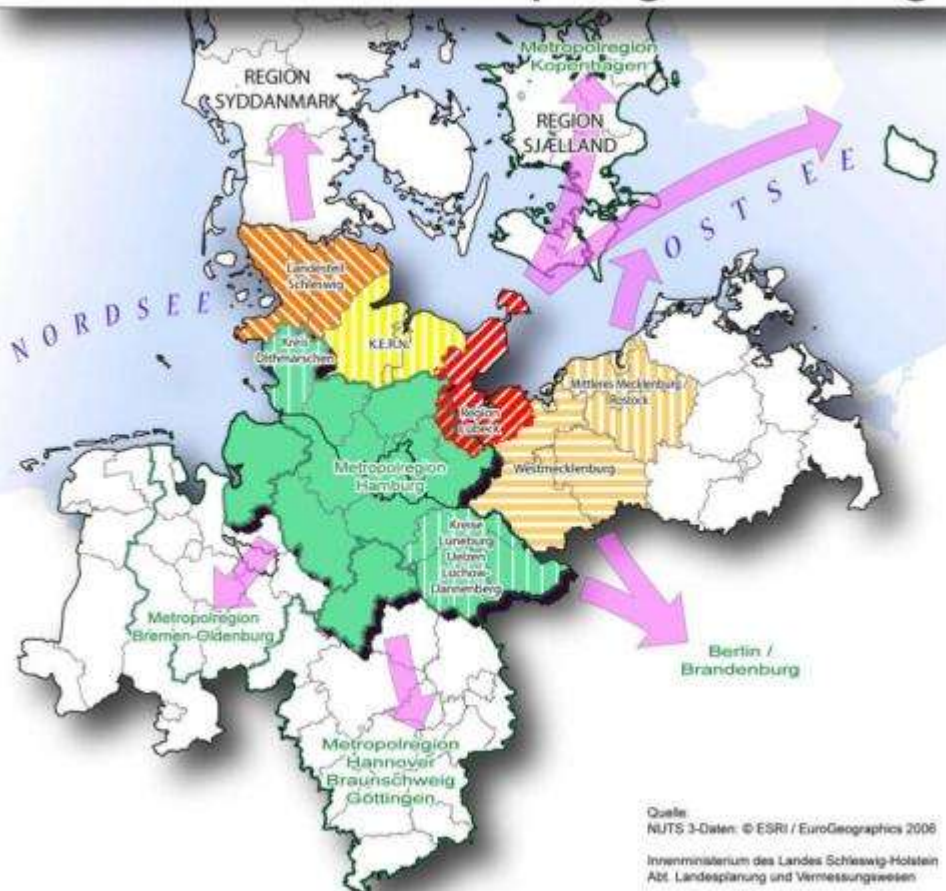 Metropolregion
Kopenhagen
REGION
SYDDANMARK
REGION
SJÆLLAND
OSTSEE
NORDSEE
Landesteil
Schleswig
Kreis
Dithmarschen
K.E.R.N.
Region
Lübeck
Mittleres Mecklenburg
Rostock
Westmecklenburg
Metropolregion
Hamburg
Kreise
Lüneburg
Uelzen
Lüchow-
Dannenberg
Metropolregion
Bremen-Oldenburg
Berlin /
Brandenburg
Metropolregion
Hannover
Braunschweig
Göttingen
Quelle:
NUTS 3-Daten: © ESRI / EuroGeographics 2006
Innenministerium des Landes Schleswig-Holstein
Abt. Landesplanung und Vermessungswesen